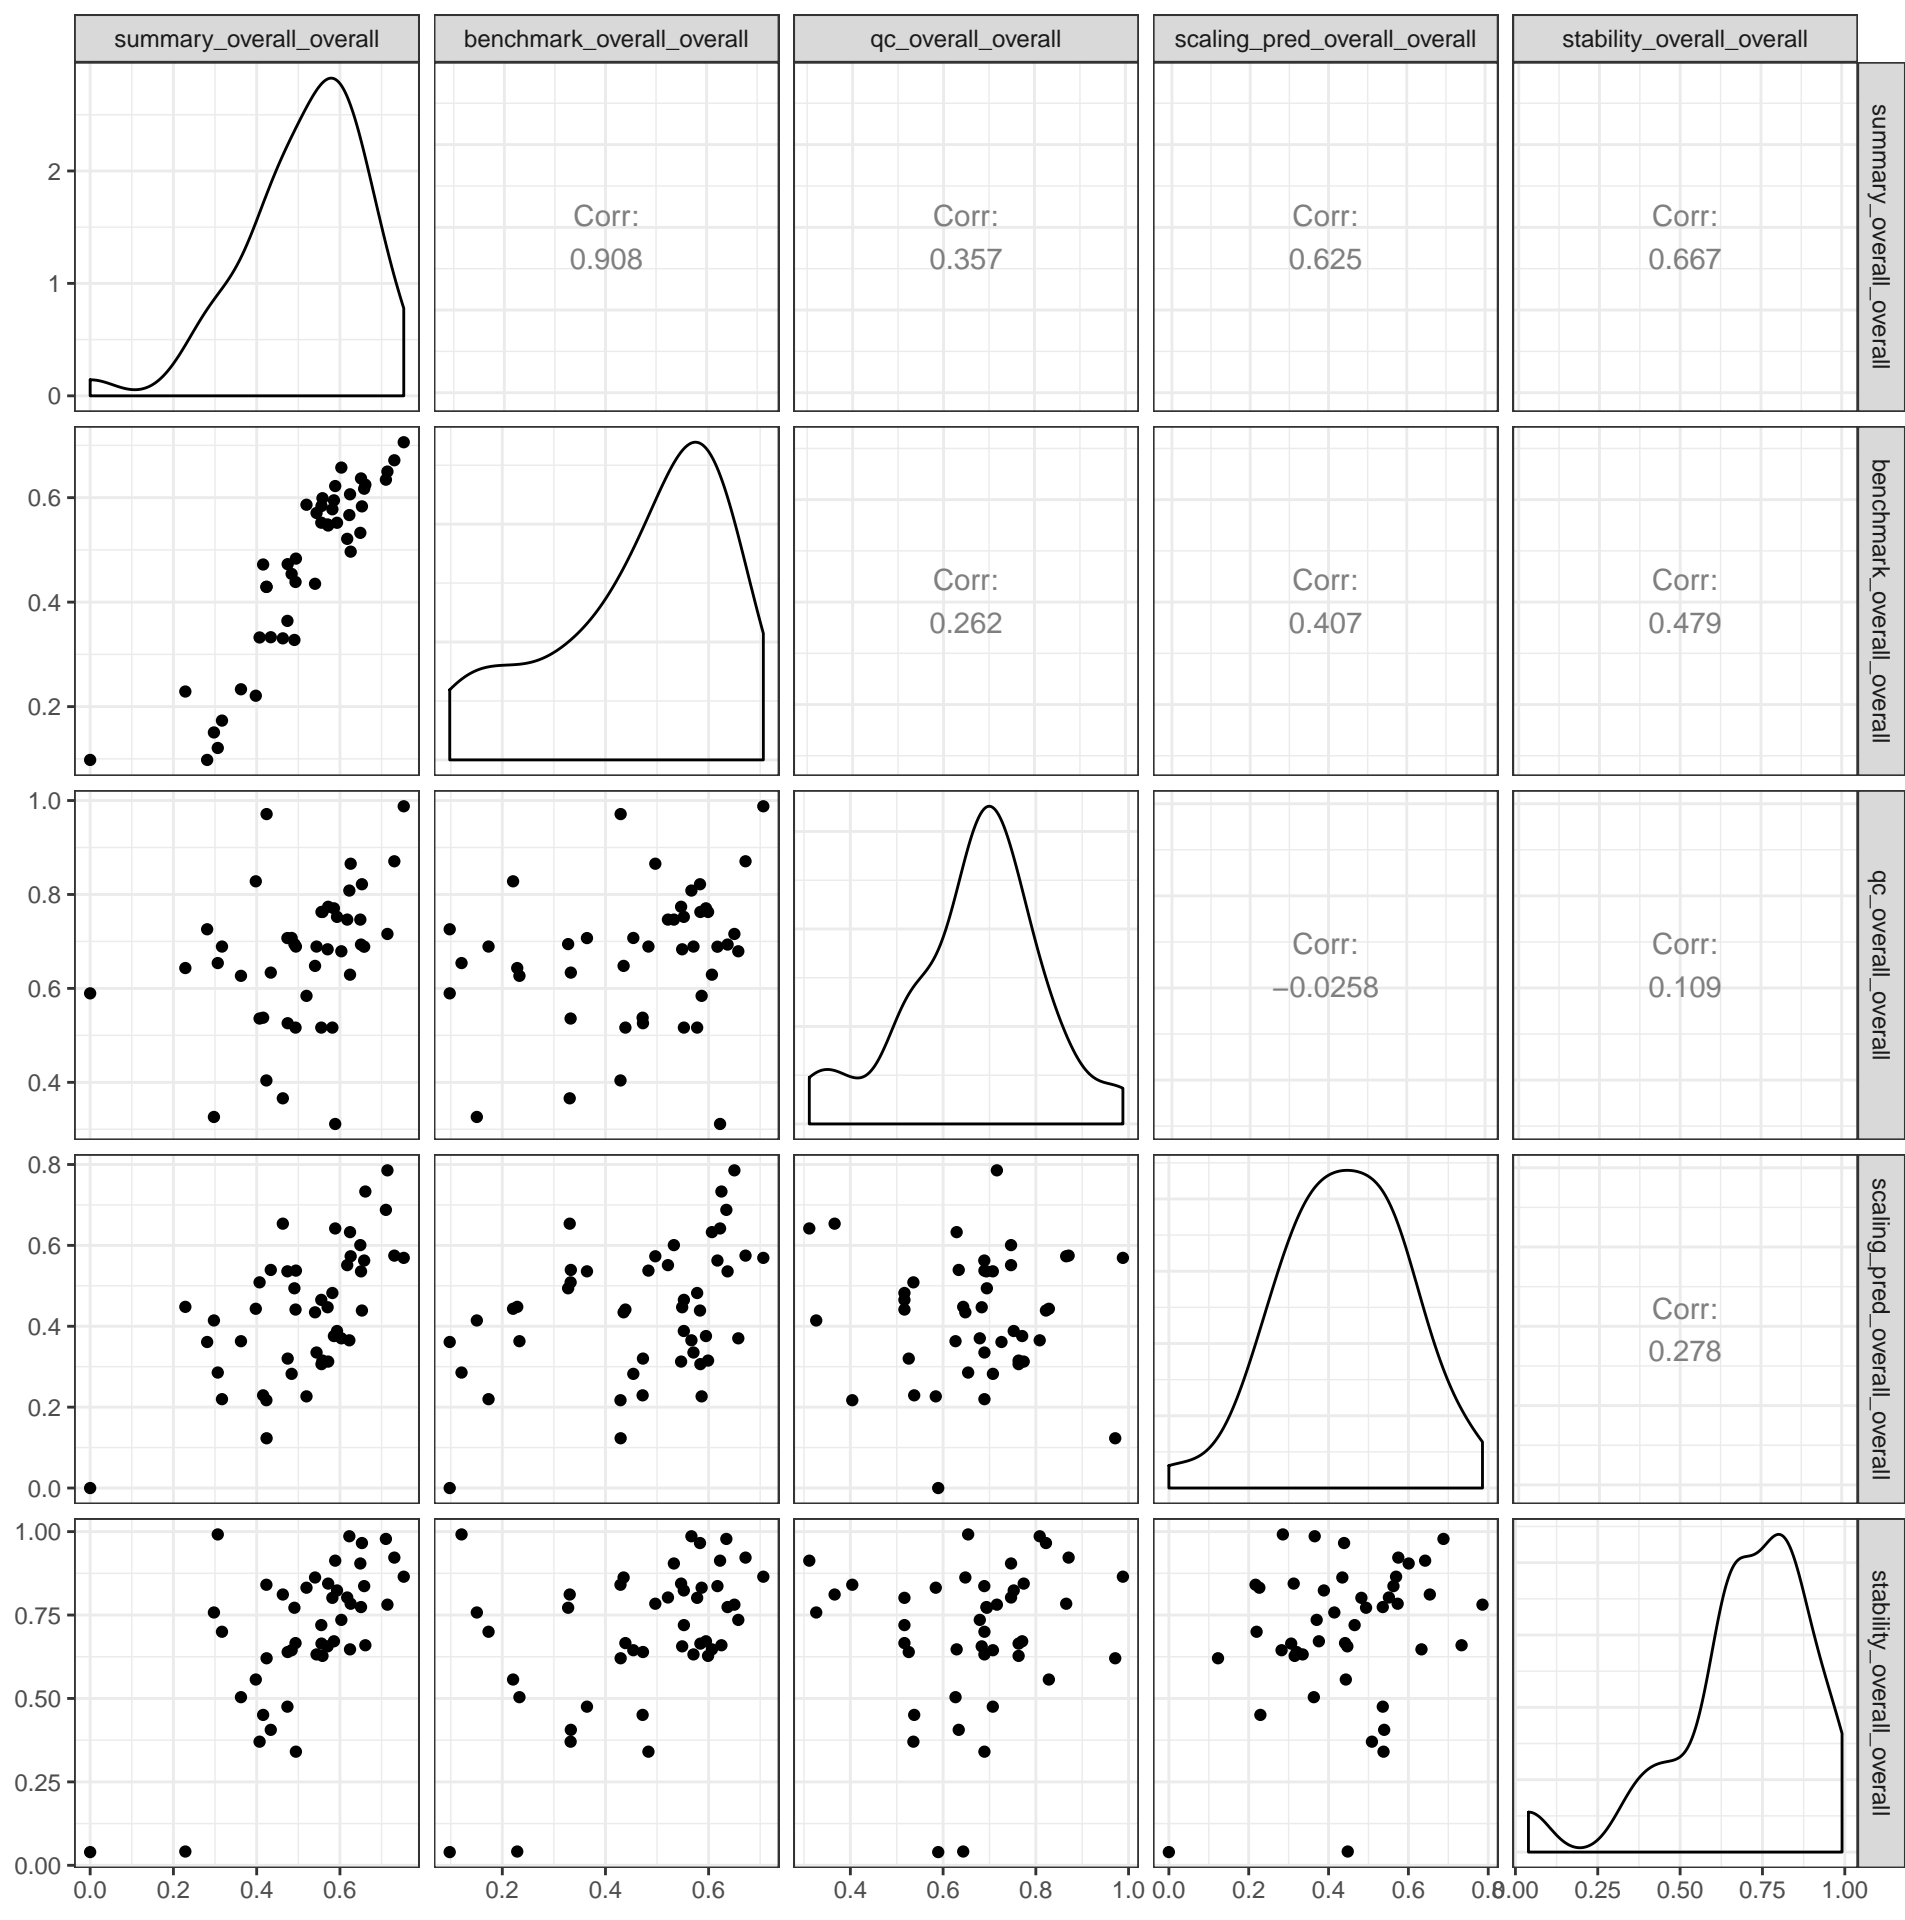 summary_overall_overall
benchmark_overall_overall
qc_overall_overall
scaling_pred_overall_overall
stability_overall_overall
2
1
0
Corr:
0.908
Corr:
0.357
Corr:
0.625
Corr:
0.667
summary_overall_overall
0.6
0.4
0.2
Corr:
0.262
Corr:
0.407
Corr:
0.479
benchmark_overall_overall
1.0
0.8
0.6
0.4
Corr:
−0.0258
Corr:
0.109
qc_overall_overall
0.8
0.6
0.4
0.2
0.0
Corr:
0.278
scaling_pred_overall_overall
1.00
0.75
0.50
0.25
0.00
stability_overall_overall
0.0 0.2 0.4 0.6
0.2 0.4 0.6
0.4 0.6 0.8 1.0
0.0 0.2 0.4 0.6 0.8
0.00 0.25 0.50 0.75 1.00